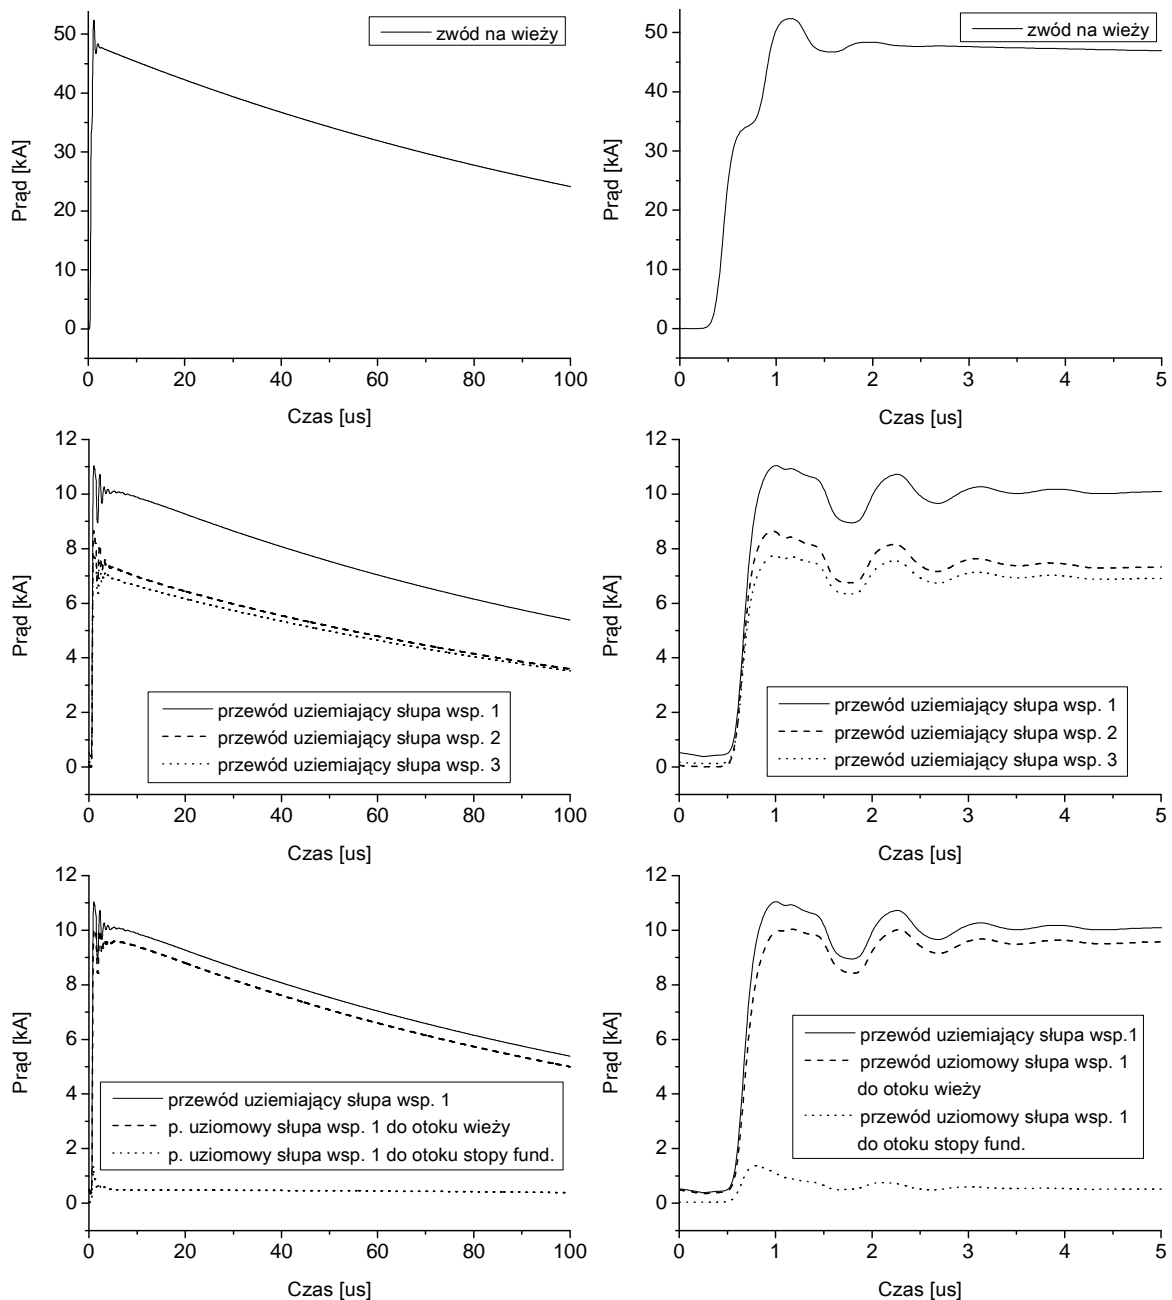 zwód na wieży
50
40
30
20
10
0
Prąd [kA]
0 20 40 60 80 100
Czas [us]
zwód na wieży
50
40
30
20
10
0
Prąd [kA]
0 1 2 3 4 5
Czas [us]
12
10
8
6
4
2
0
Prąd [kA]
przewód uziemiający słupa wsp. 1
przewód uziemiający słupa wsp. 2
przewód uziemiający słupa wsp. 3
0 20 40 60 80 100
Czas [us]
12
10
8
6
4
2
0
Prąd [kA]
przewód uziemiający słupa wsp. 1
przewód uziemiający słupa wsp. 2
przewód uziemiający słupa wsp. 3
0 1 2 3 4 5
Czas [us]
12
10
8
6
4
2
0
Prąd [kA]
przewód uziemiający słupa wsp. 1
p. uziomowy słupa wsp. 1 do otoku wieży
p. uziomowy słupa wsp. 1 do otoku stopy fund.
0 20 40 60 80 100
Czas [us]
12
10
8
6
4
2
0
Prąd [kA]
przewód uziemiający słupa wsp.1
przewód uziomowy słupa wsp. 1
do otoku wieży
przewód uziomowy słupa wsp. 1
do otoku stopy fund.
0 1 2 3 4 5
Czas [us]